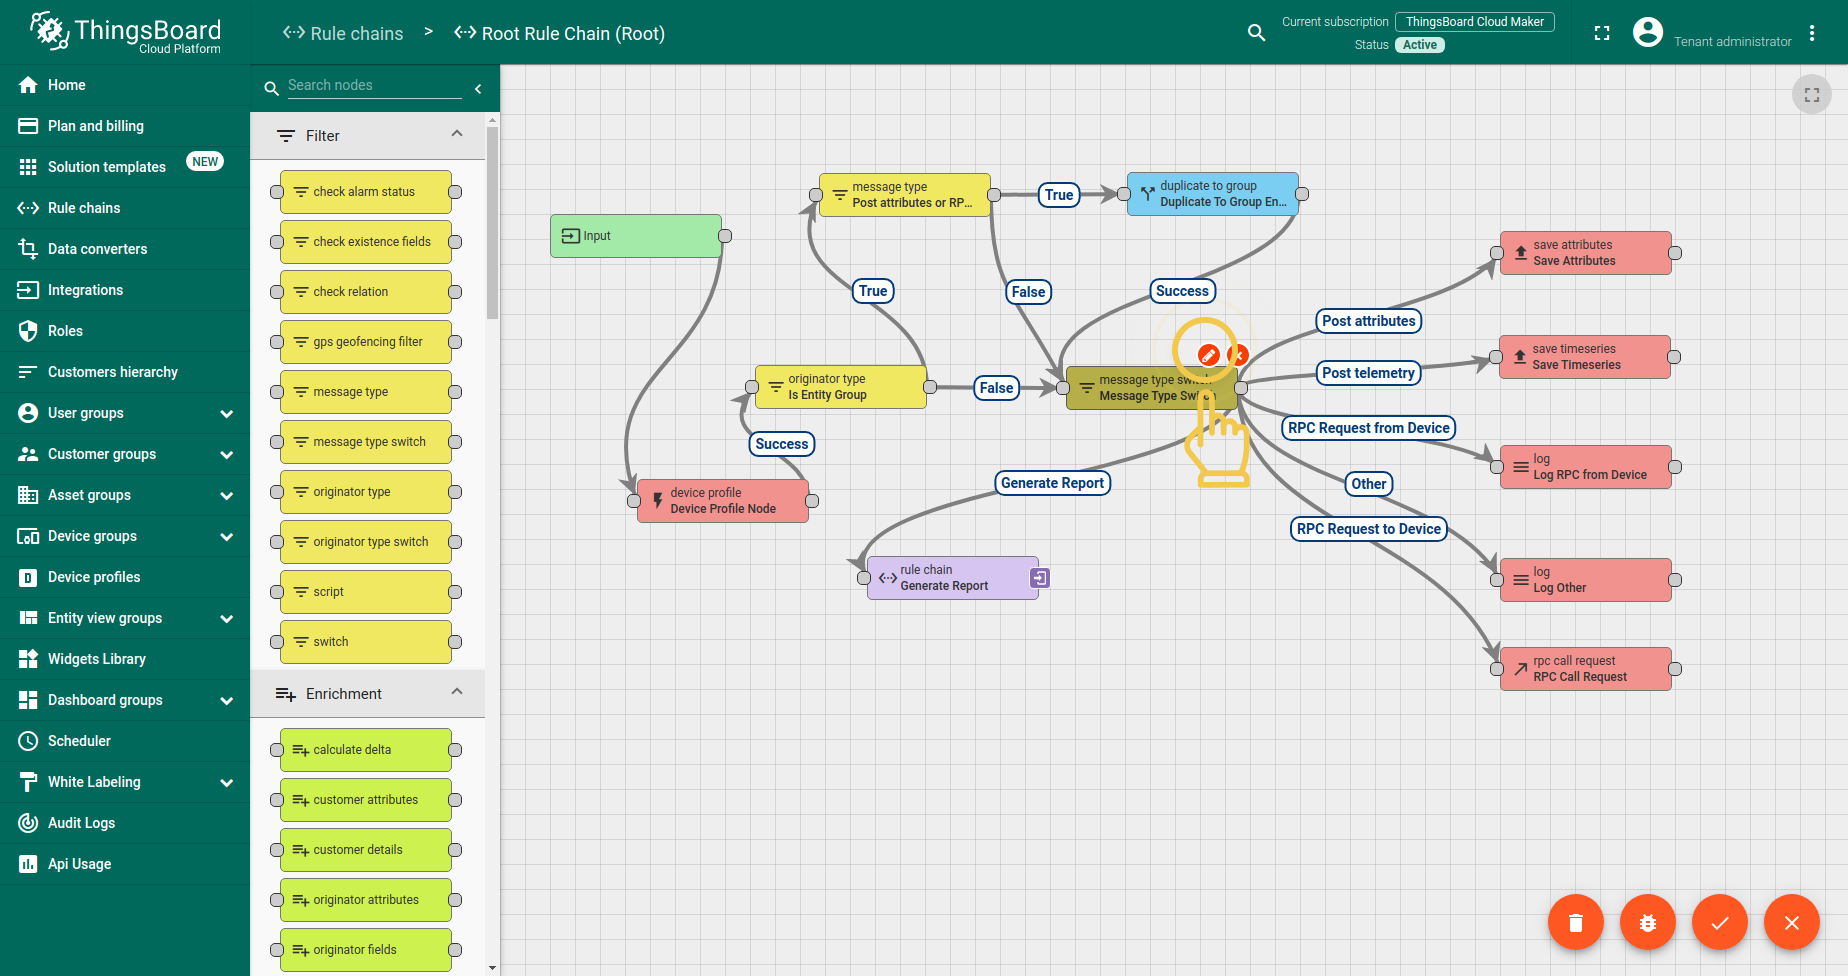 ThingsBoard
Cloud Platform
Rule chains > Root Rule Chain (Root)
Current subscription ThingsBoard Cloud Maker
Status Active
Tenant administrator
Home
Plan and billing
Solution templates NEW
Rule chains
Data converters
Integrations
Roles
Customers hierarchy
User groups
Customer groups
Asset groups
Device groups
Device profiles
Entity view groups
Widgets Library
Dashboard groups
Scheduler
White Labeling
Audit Logs
Api Usage
Search nodes
Filter
check alarm status
check existence fields
check relation
gps geofencing filter
message type
message type switch
originator type
originator type switch
script
switch
Enrichment
calculate delta
customer attributes
customer details
originator attributes
originator fields
Input
message type
Post attributes or RP...
True
duplicate to group
Duplicate To Group En...
True
False
Success
originator type
Is Entity Group
False
message type switch
Message Type Switch
Success
device profile
Device Profile Node
Generate Report
rule chain
Generate Report
Post attributes
Post telemetry
RPC Request from Device
Other
RPC Request to Device
save attributes
Save Attributes
save timeseries
Save Timeseries
log
Log RPC from Device
log
Log Other
rpc call request
RPC Call Request